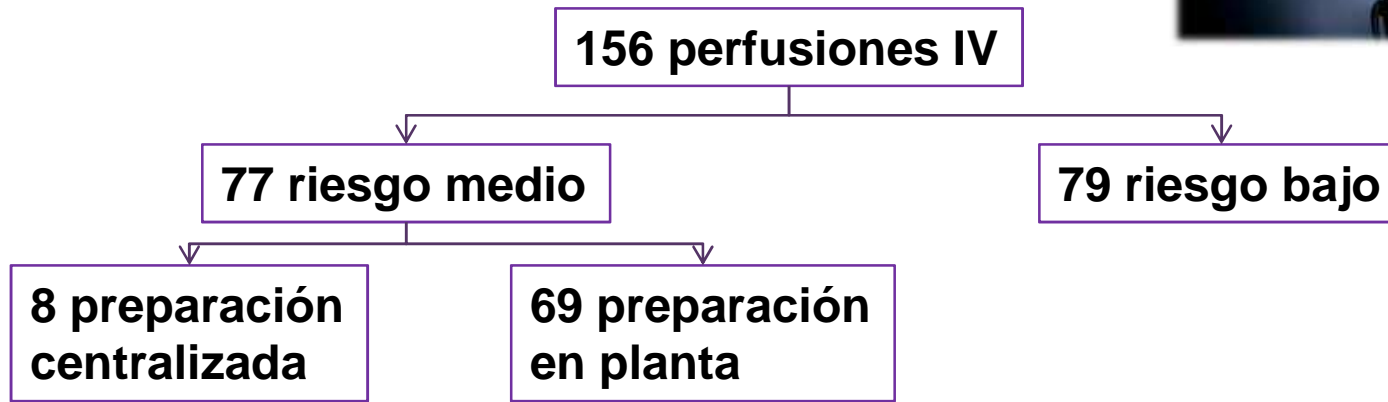 156 perfusiones IV
77 riesgo medio
79 riesgo bajo
8 preparación
centralizada
69 preparación
en planta